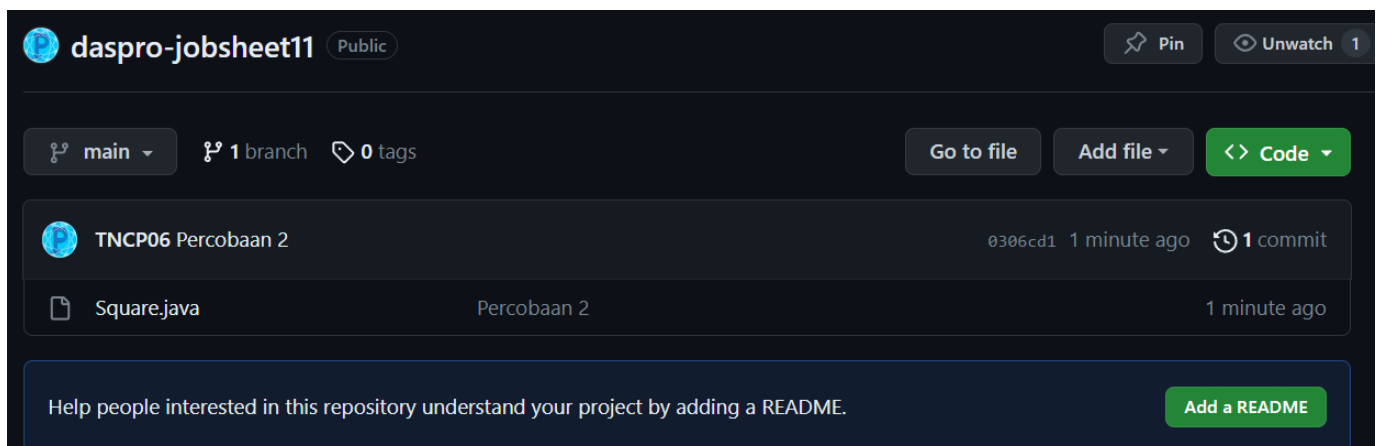 daspro-jobsheet11 Public Pin Unwatch 1
main 1 branch 0 tags Go to file Add file Code
TNCP06 Percobaan 2 0306cd1 1 minute ago 1 commit
Square.java Percobaan 2 1 minute ago
Help people interested in this repository understand your project by adding a README. Add a README